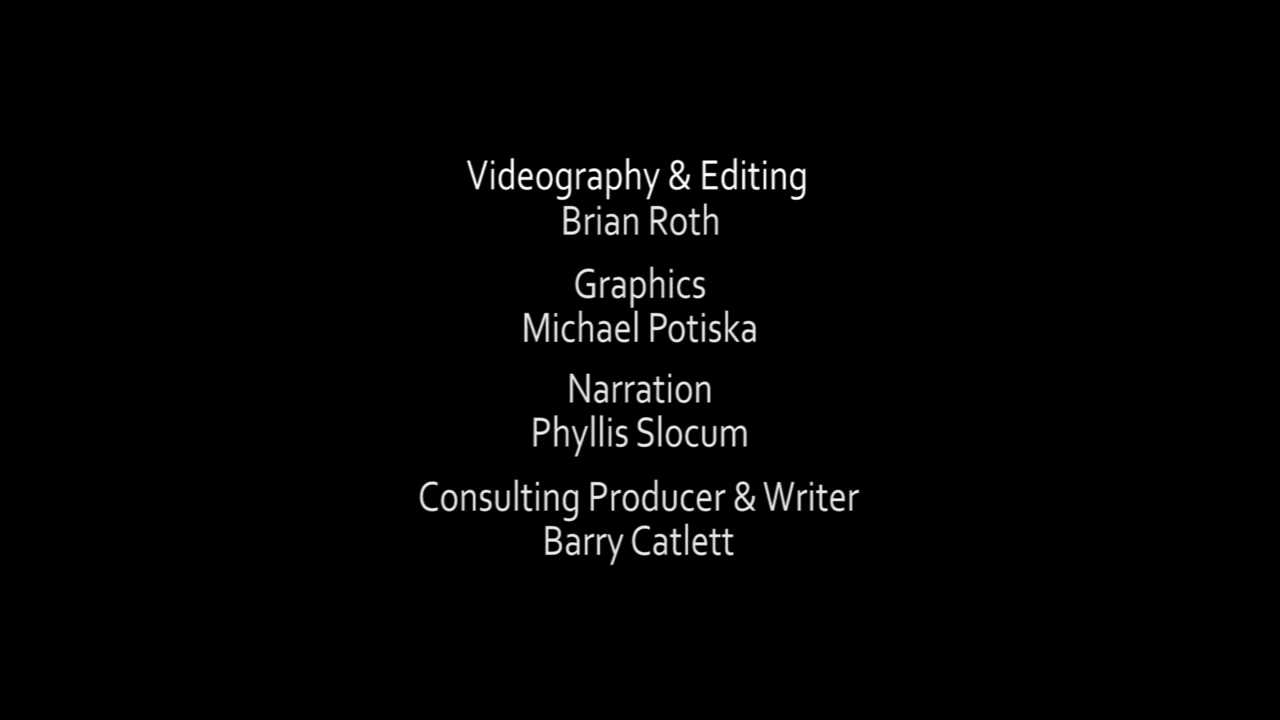 Videography & Editing
Brian Roth
Graphics
Michael Potiska
Narration
Phyllis Slocum
Consulting Producer & Writer
Barry Catlett